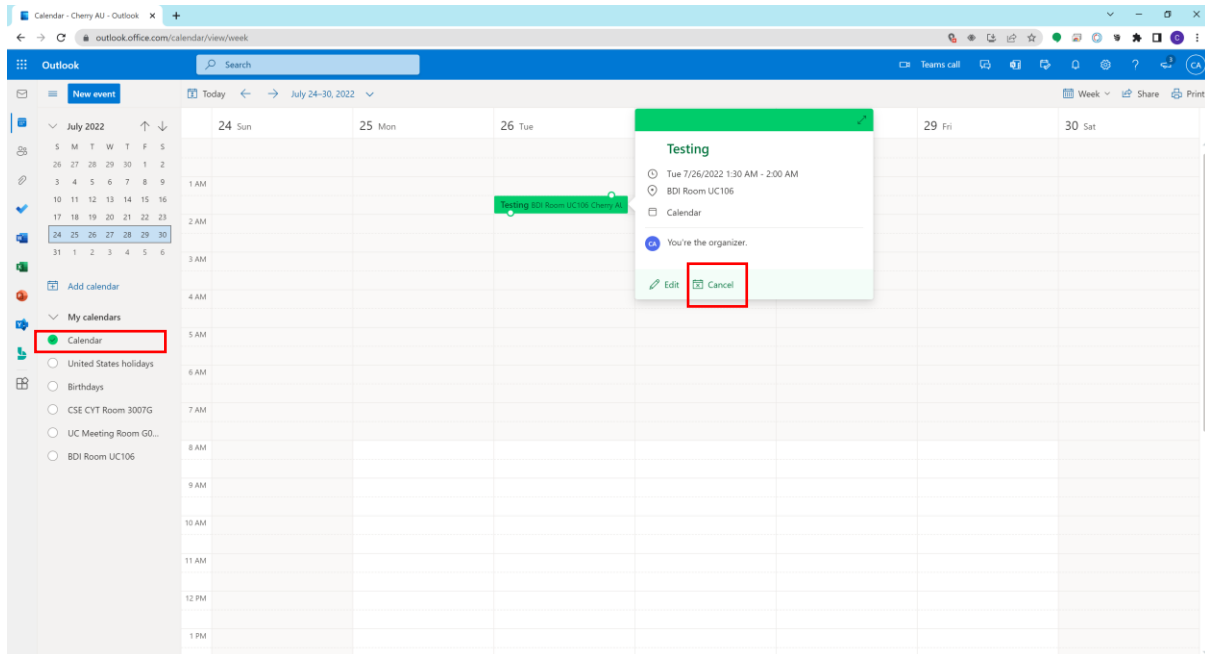 Calendar - Cherry AU - Outlook
outlook.office.com/calendar/view/week
C
Outlook
Search
Teams call
3
CA
New event
Today
July 24–30, 2022
Week
Share
Print
July 2022
S M T W T F S
26 27 28 29 30 1 2
3 4 5 6 7 8 9
10 11 12 13 14 15 16
17 18 19 20 21 22 23
24 25 26 27 28 29 30
31 1 2 3 4 5 6
Add calendar
My calendars
Calendar
United States holidays
Birthdays
CSE CYT Room 3007G
UC Meeting Room G0...
BDI Room UC106
24 Sun
25 Mon
26 Tue
29 Fri
30 Sat
1 AM
2 AM
3 AM
4 AM
5 AM
6 AM
7 AM
8 AM
9 AM
10 AM
11 AM
12 PM
1 PM
Testing BDI Room UC106 Cherry AU
Testing
Tue 7/26/2022 1:30 AM - 2:00 AM
BDI Room UC106
Calendar
CA
You're the organizer.
Edit
Cancel